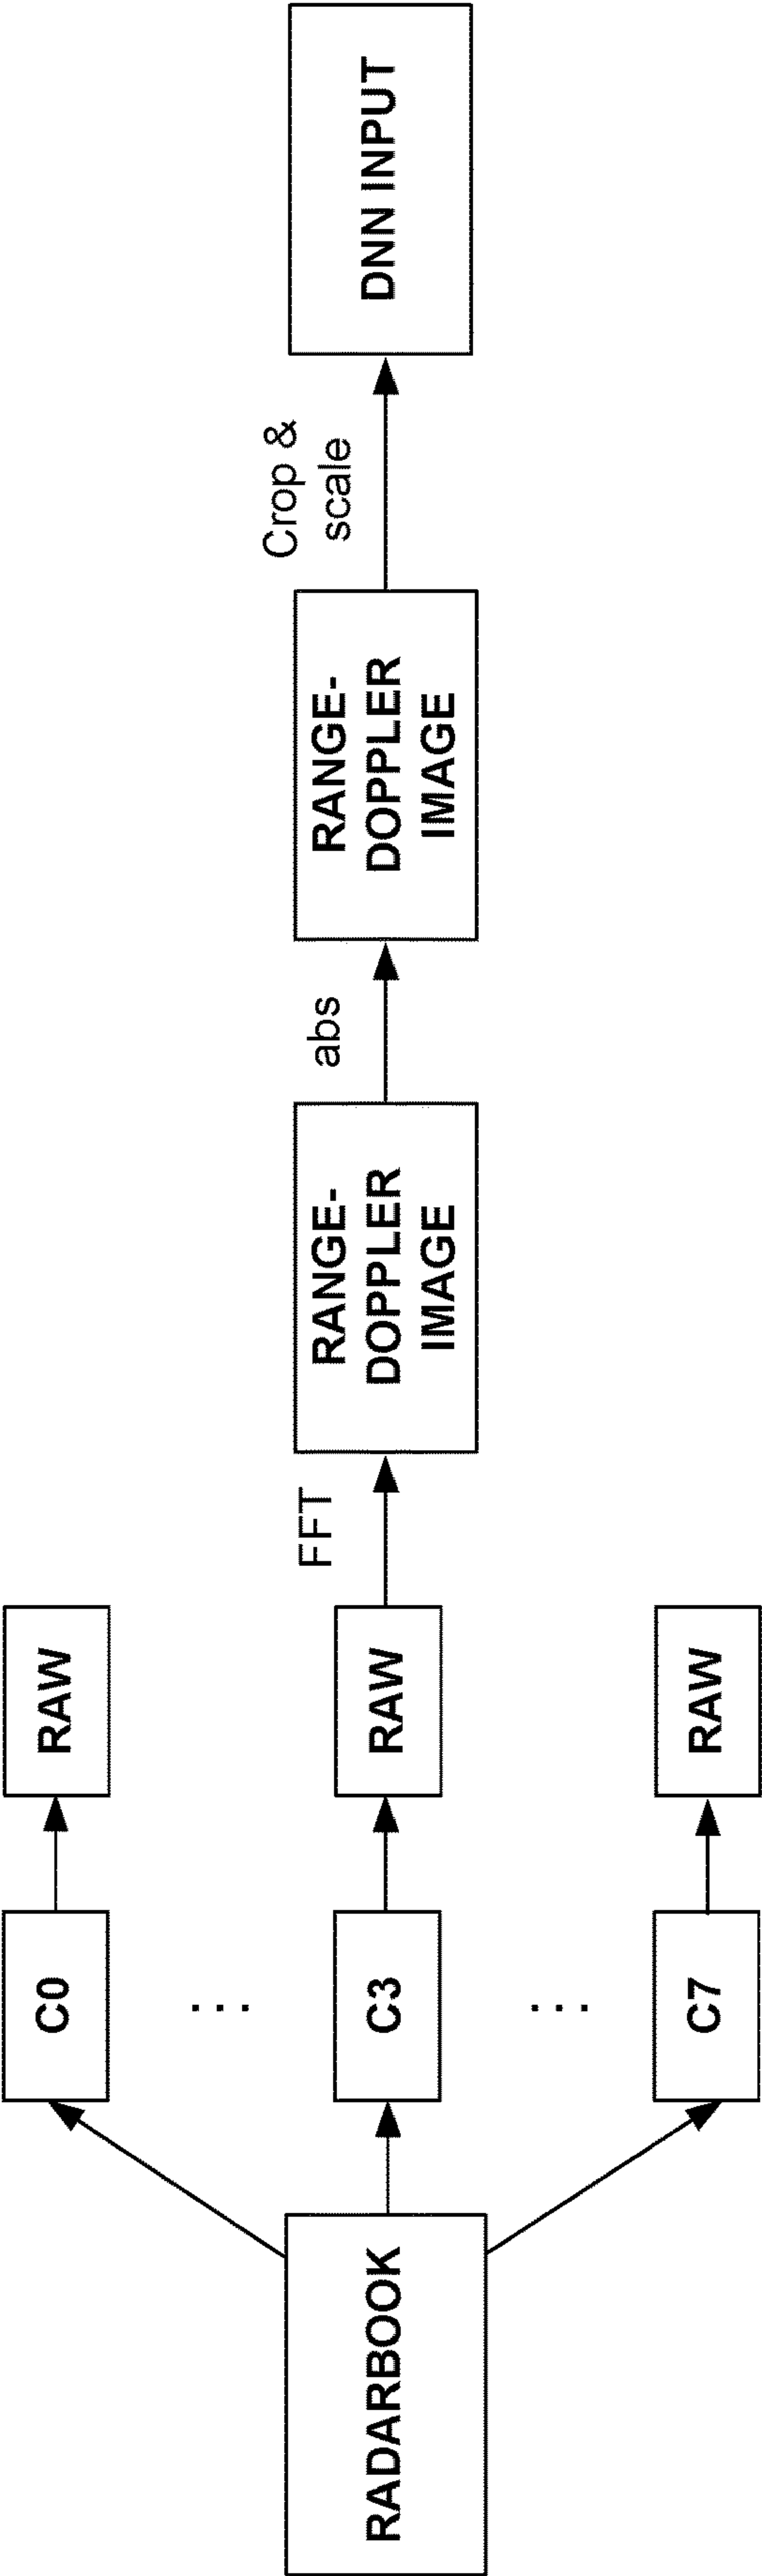 RADARBOOK
C0
...
C3
...
C7
RAW
RAW
RAW
FFT
RANGE-
DOPPLER
IMAGE
abs
RANGE-
DOPPLER
IMAGE
Crop &
scale
DNN INPUT